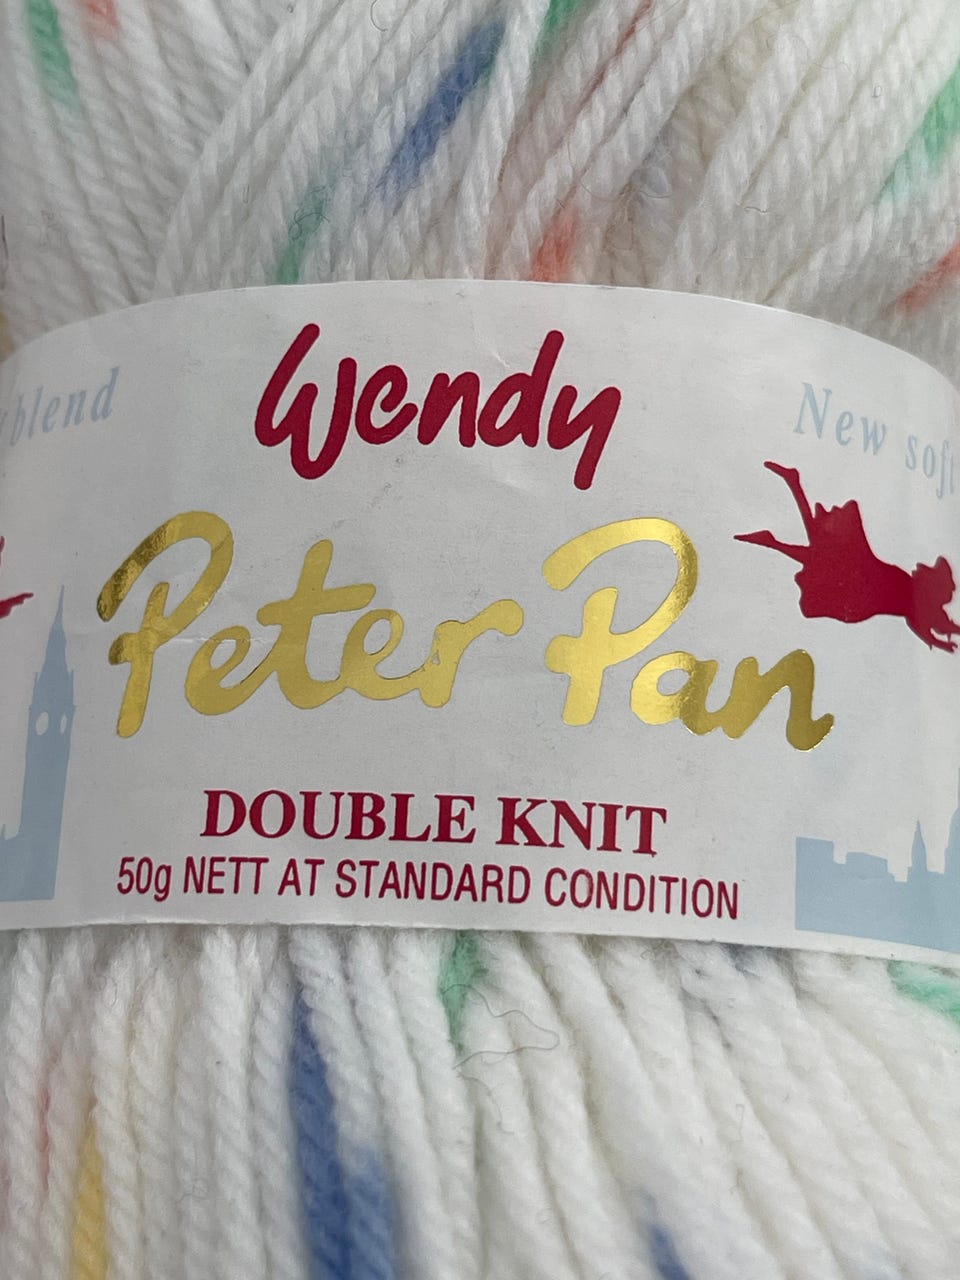 Wendy
blend
New soft
Peter Pan
DOUBLE KNIT
50g NETT AT STANDARD CONDITION